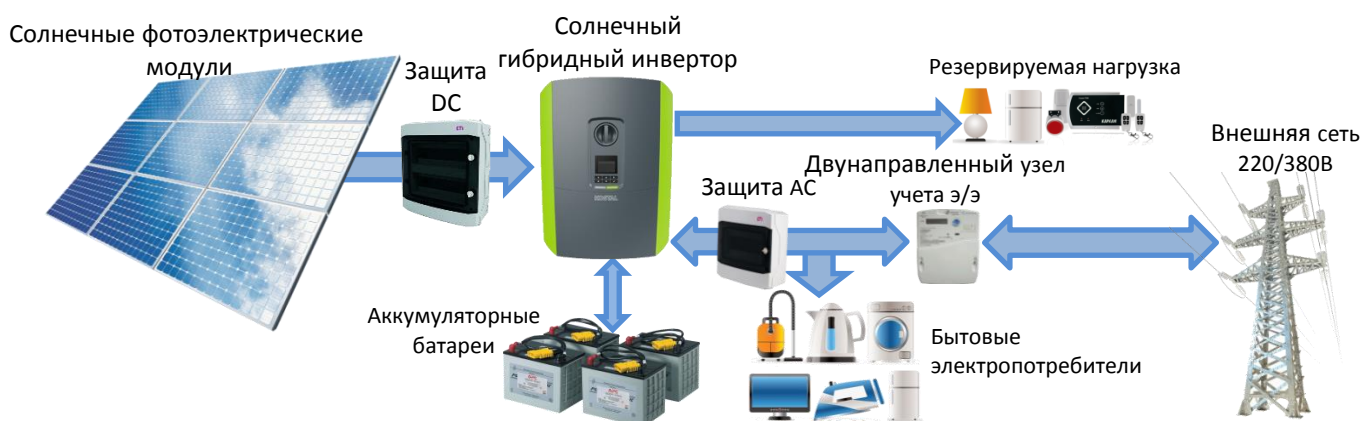 Солнечные фотоэлектрические
модули
Защита
DC
Солнечный
гибридный инвертор
Резервируемая нагрузка
Внешняя сеть
220/380В
Двунаправленный узел
учета э/э
Защита АС
Аккумуляторные
батареи
Бытовые
электропотребители